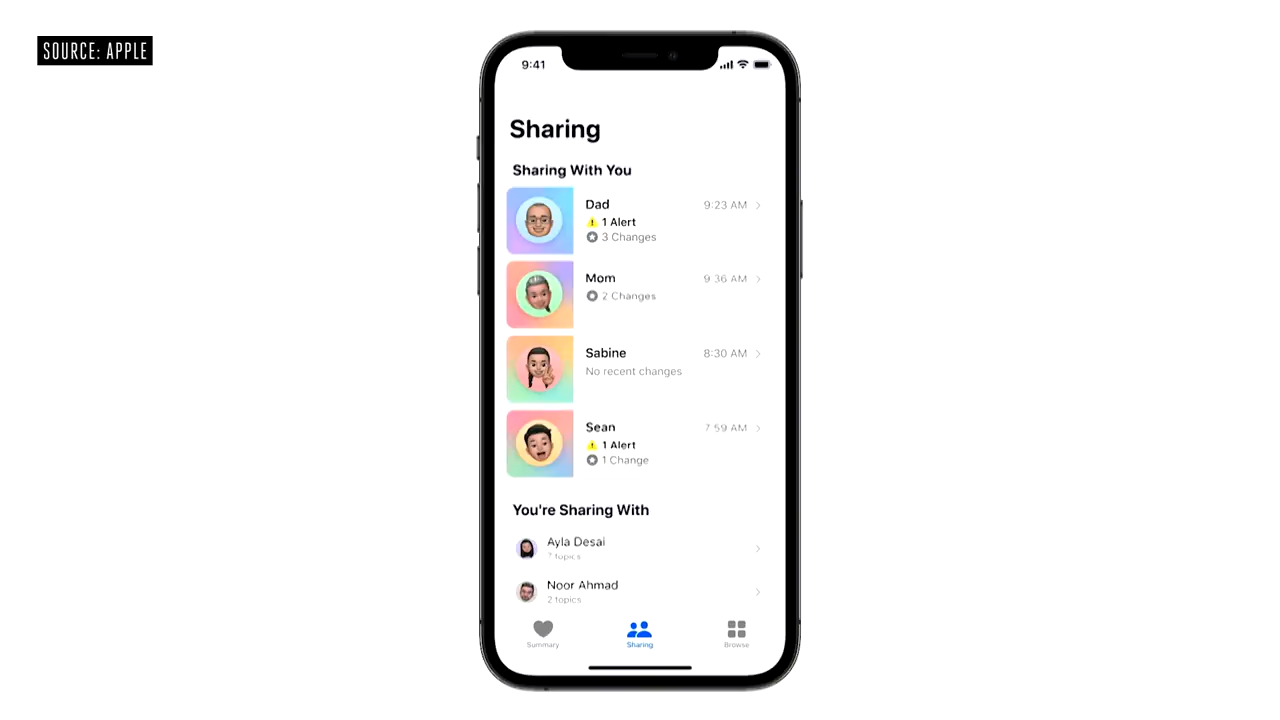 SOURCE: APPLE
9:41
Sharing
Sharing With You
Dad
9:23 AM
1 Alert
3 Changes
Mom
9:36 AM
2 Changes
Sabine
8:30 AM
No recent changes
Sean
7:59 AM
1 Alert
1 Change
You're Sharing With
Ayla Desai
topics
Noor Ahmad
2 topics
Summary
Sharing
Browse